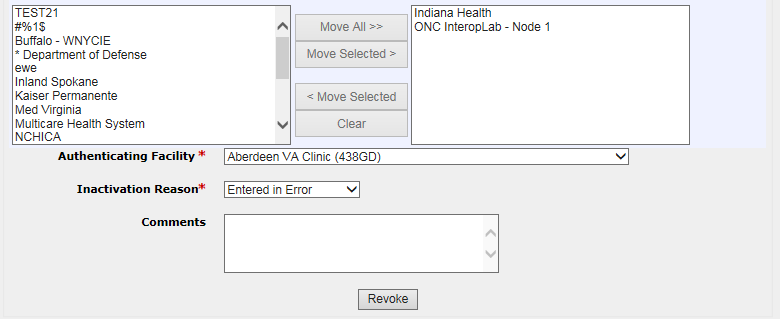 TEST21
#%1$
Buffalo - WNYCIE
* Department of Defense
ewe
Inland Spokane
Kaiser Permanente
Med Virginia
Multicare Health System
NCHICA
Move All >>
Move Selected >
< Move Selected
Clear
Indiana Health
ONC InteropLab - Node 1
Authenticating Facility * Aberdeen VA Clinic (438GD)
Inactivation Reason* Entered in Error
Comments
Revoke